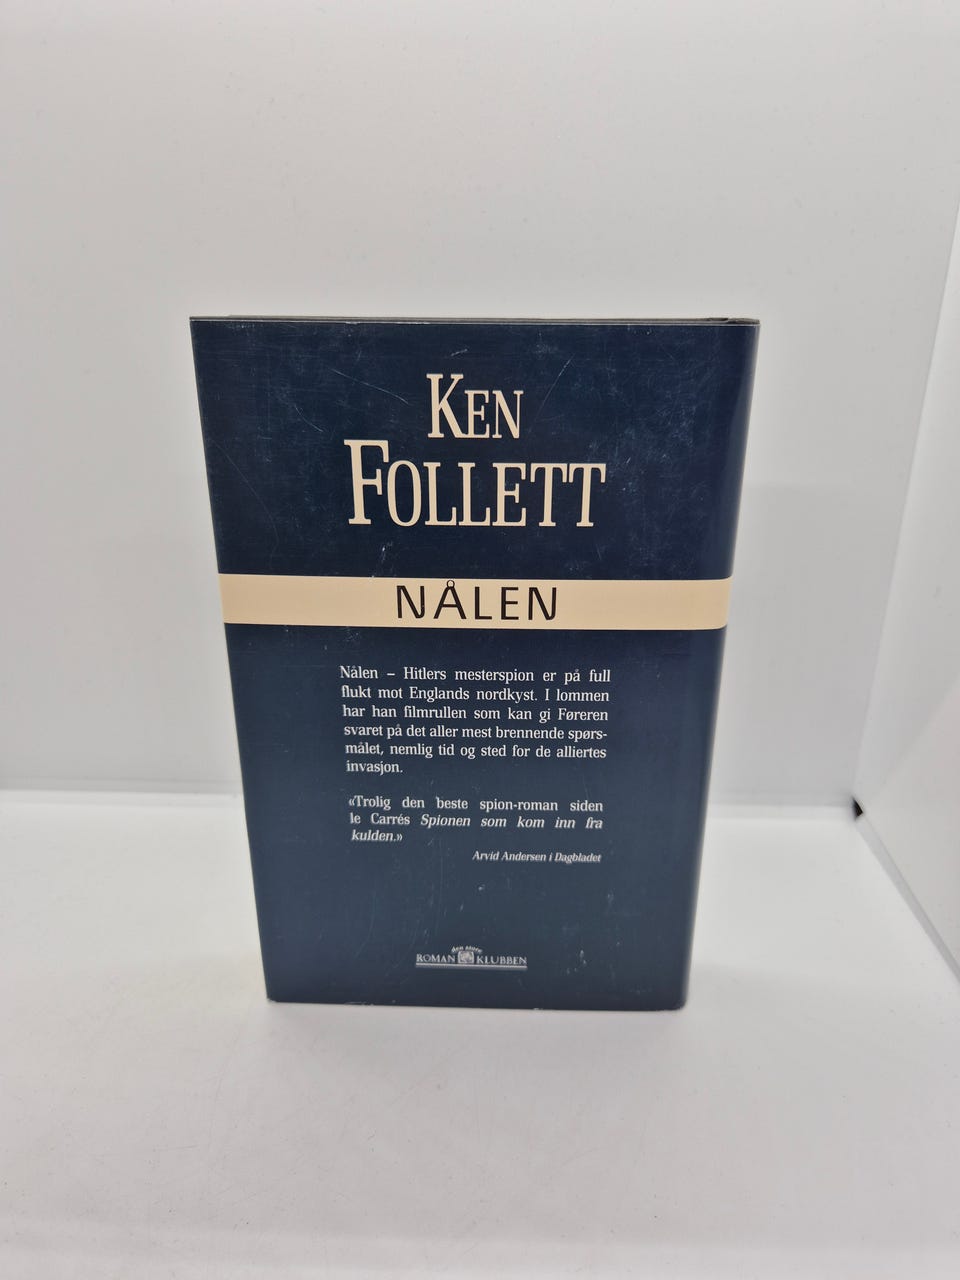 KEN
FOLLETT
NÅLEN
Nålen – Hitlers mesterspion er på full
flukt mot Englands nordkyst. I lommen
har han filmrullen som kan gi Føreren
svaret på det aller mest brennende spørs-
målet, nemlig tid og sted for de alliertes
invasjon.
«Trolig den beste spion-roman siden
le Carrés Spionen som kom inn fra
kulden.»
Arvid Andersen i Dagbladet
den store
ROMAN KLUBBEN